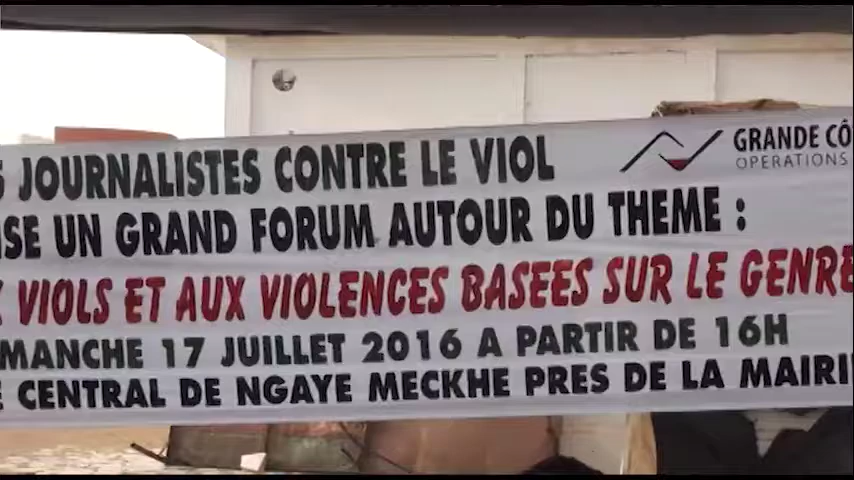 JOURNALISTES CONTRE LE VIOL
UN GRAND FORUM AUTOUR DU THEME :
VIOLS ET AUX VIOLENCES BASEES SUR LE GENRE
MANCHE 17 JUILLET 2016 A PARTIR DE 16H
CENTRAL DE NGAYE MECKHE PRES DE LA MAIRI
GRANDE CÔ
OPERATIONS